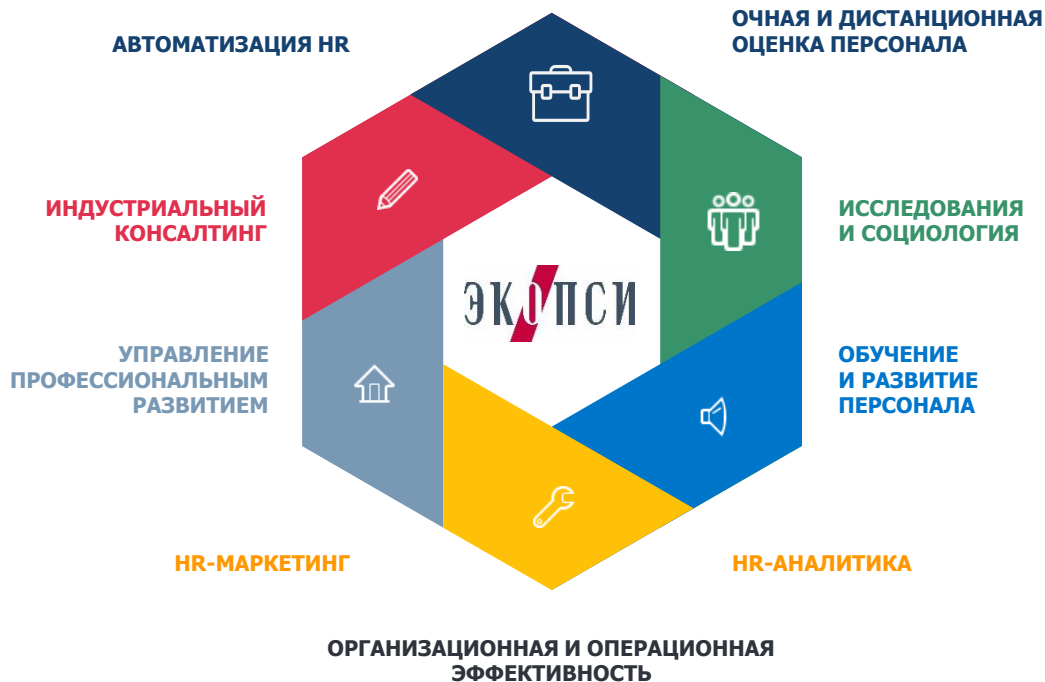 АВТОМАТИЗАЦИЯ HR
ОЧНАЯ И ДИСТАНЦИОННАЯ
ОЦЕНКА ПЕРСОНАЛА
ИНДУСТРИАЛЬНЫЙ
КОНСАЛТИНГ
ИССЛЕДОВАНИЯ
И СОЦИОЛОГИЯ
ЭКОПСИ
УПРАВЛЕНИЕ
ПРОФЕССИОНАЛЬНЫМ
РАЗВИТИЕМ
ОБУЧЕНИЕ
И РАЗВИТИЕ
ПЕРСОНАЛА
HR-МАРКЕТИНГ
HR-АНАЛИТИКА
ОРГАНИЗАЦИОННАЯ И ОПЕРАЦИОННАЯ
ЭФФЕКТИВНОСТЬ